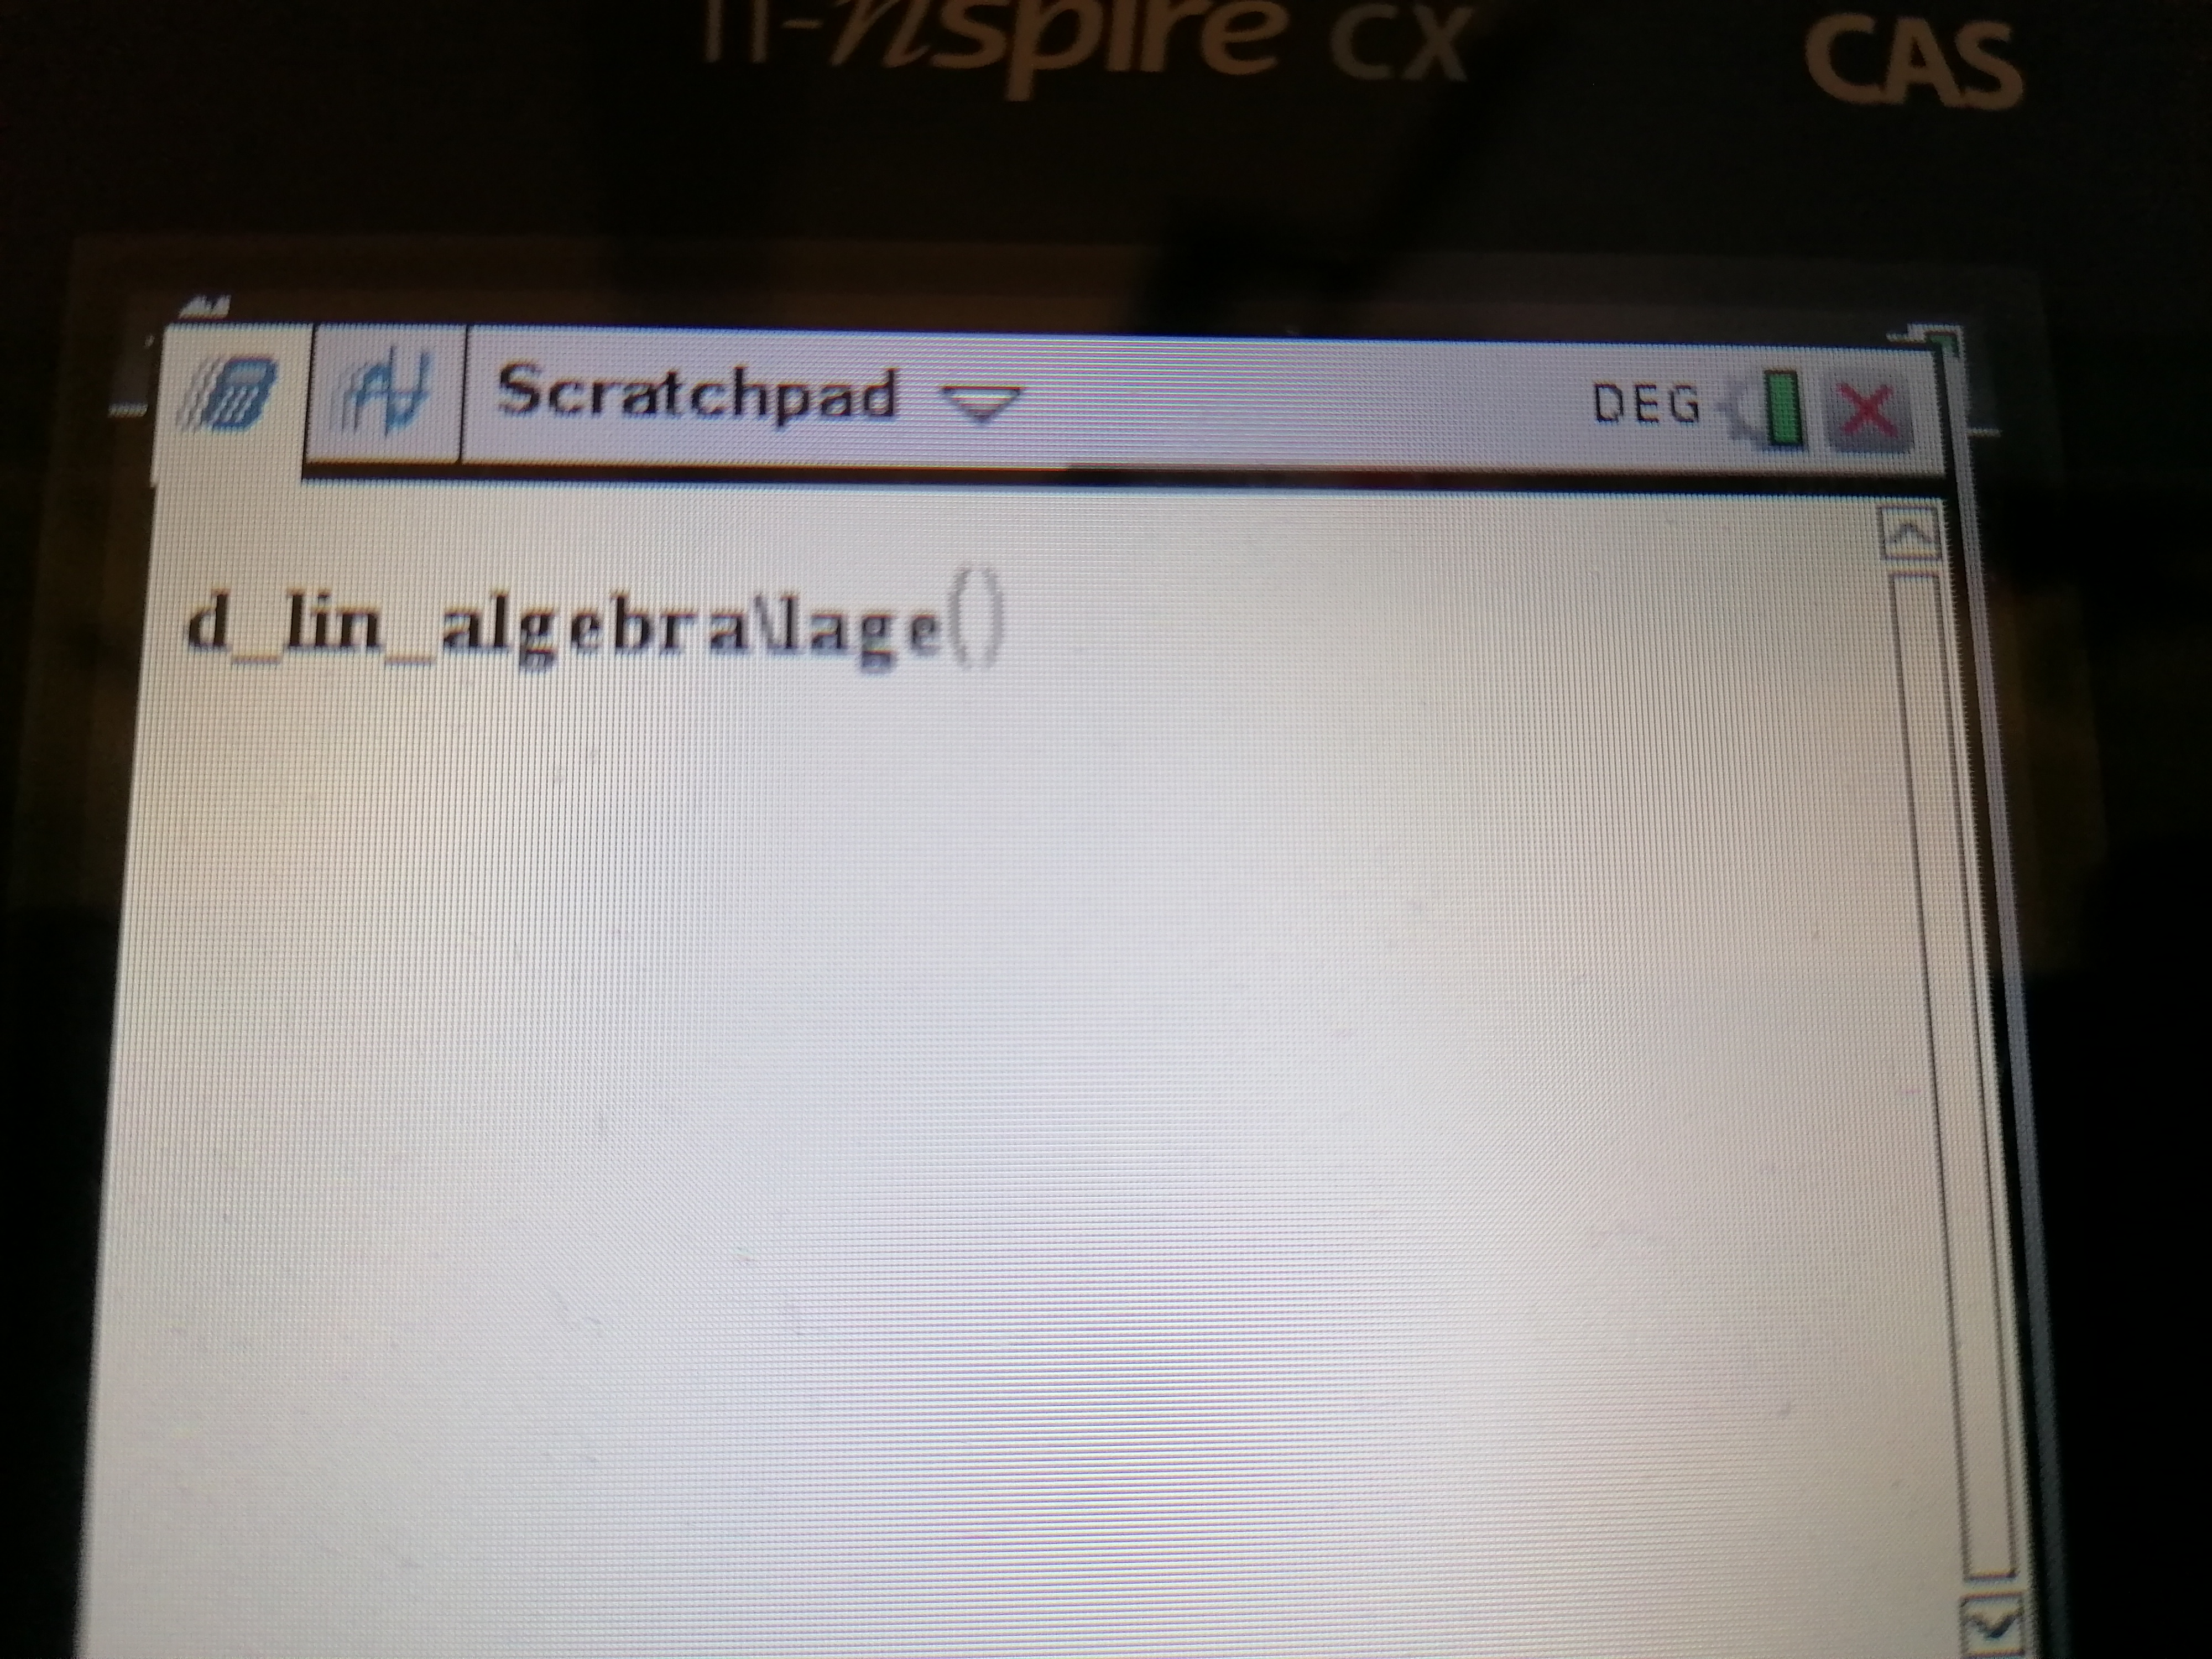 TI-nspire CX CAS
Scratchpad DEG
d_lin_algebra\lage()